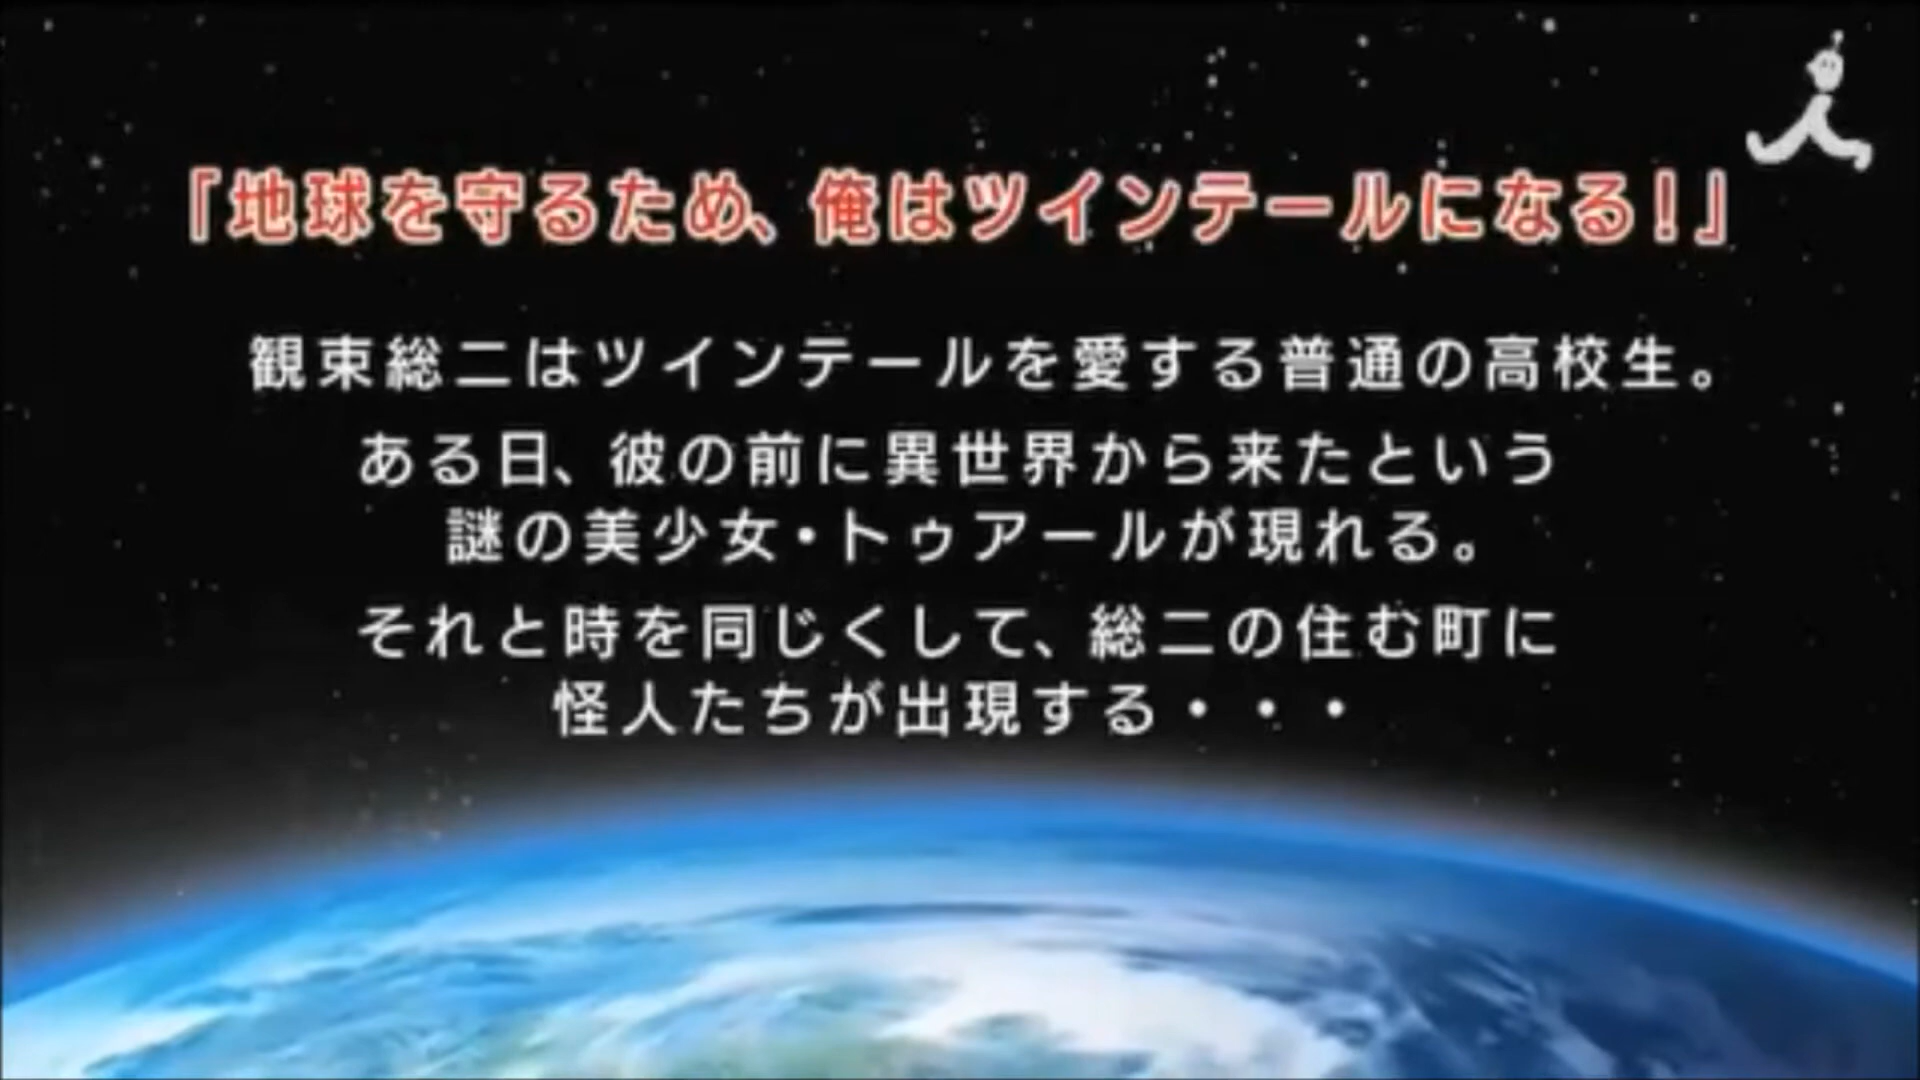 「地球を守るため、俺はツインテールになる!」
観束総二はツインテールを愛する普通の高校生。
ある日、彼の前に異世界から来たという
謎の美少女・トゥアールが現れる。
それと時を同じくして、総二の住む町に
怪人たちが出現する・・・